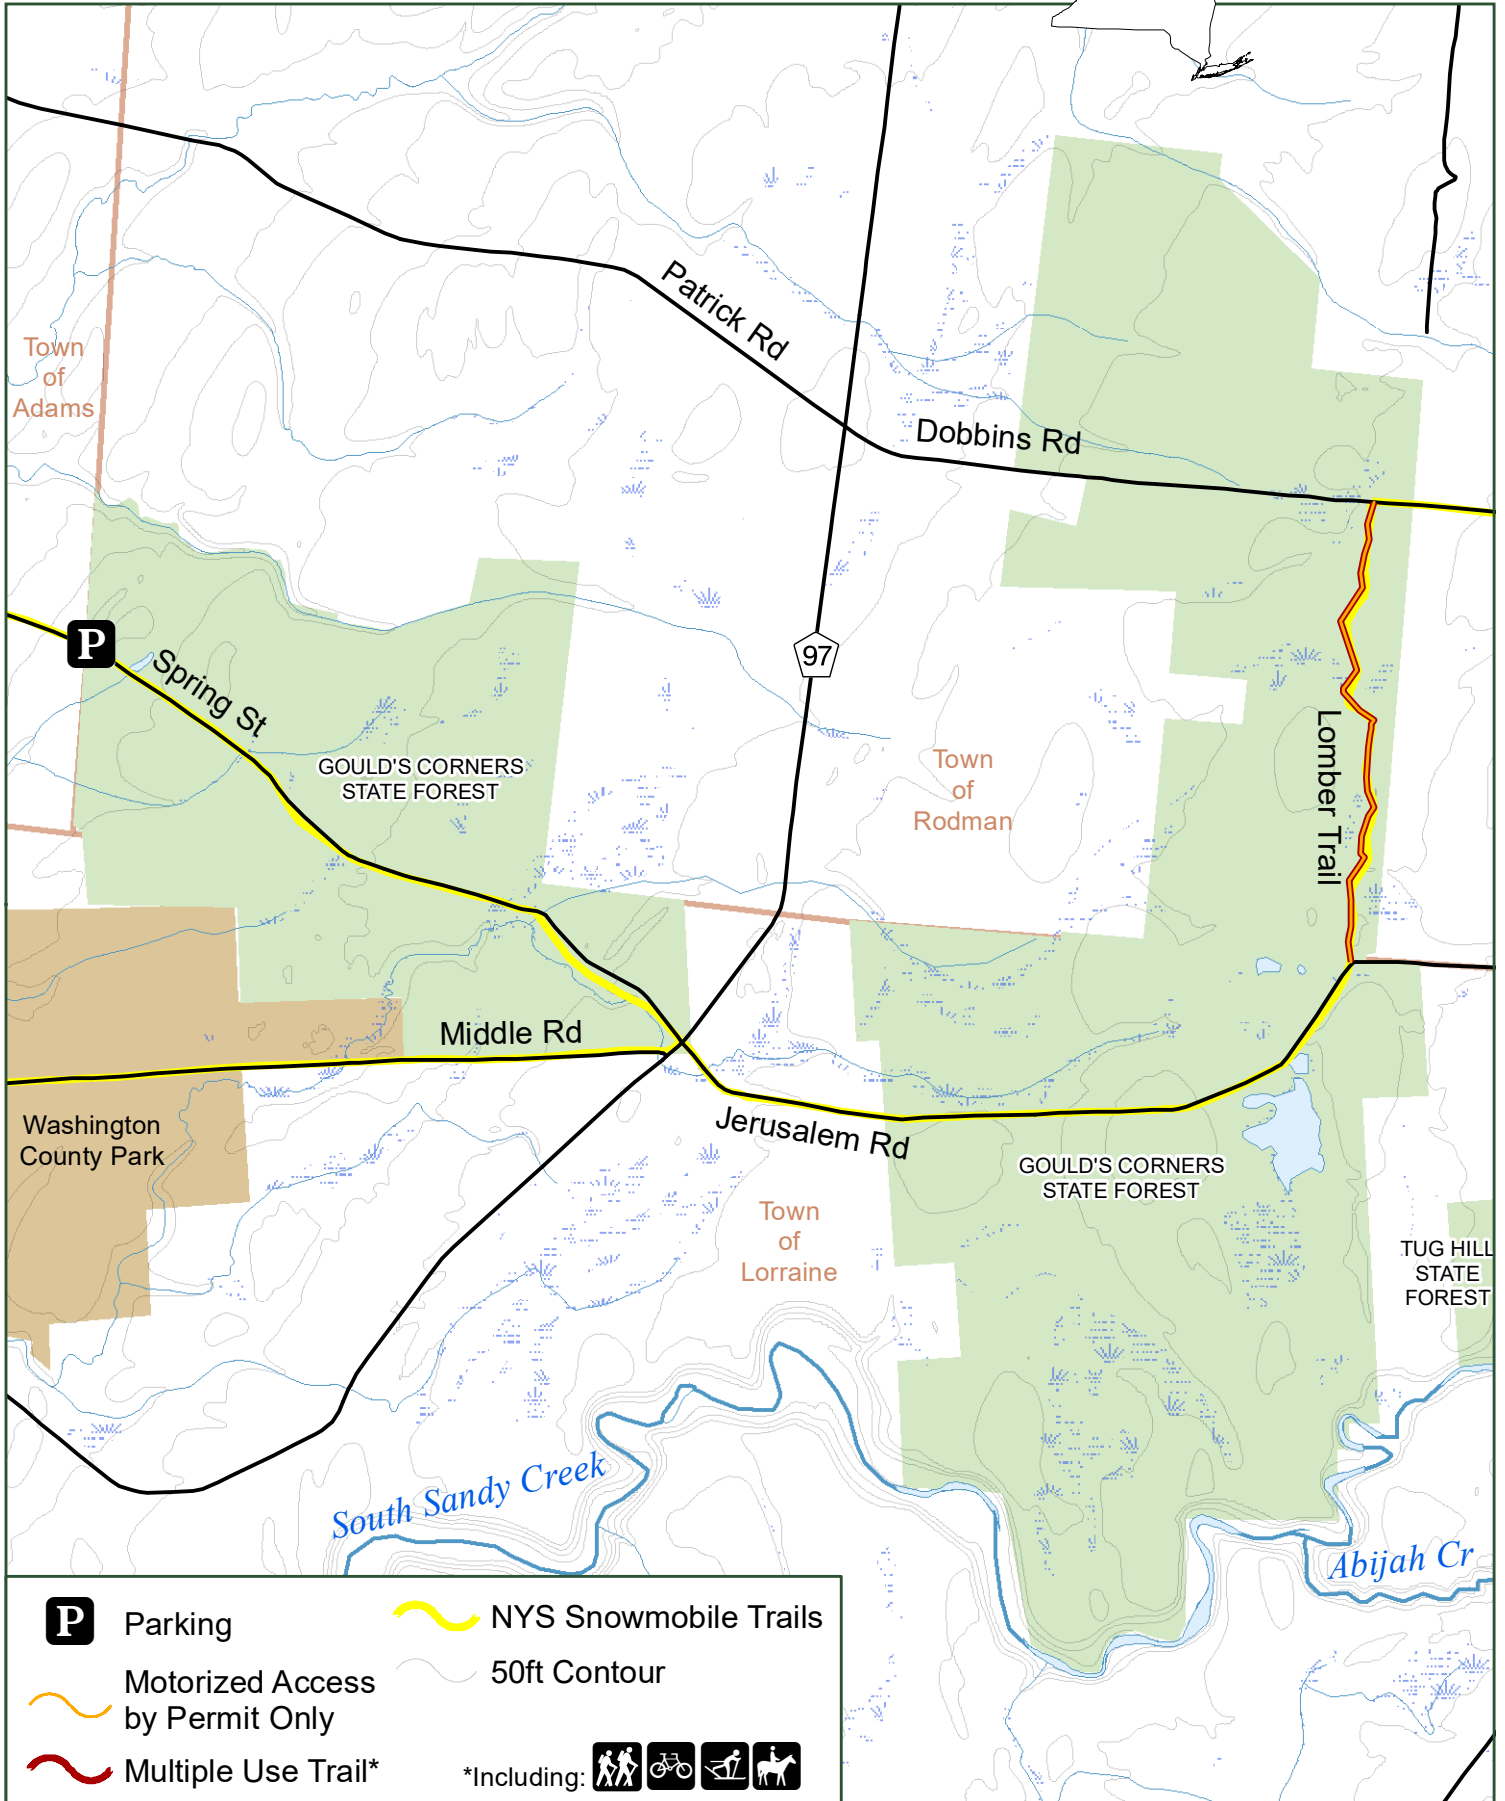 Patrick Rd
Town
of
Adams
Dobbins Rd
P
Spring St
97
GOULD'S CORNERS
STATE FOREST
Town
of
Rodman
Lomber Trail
Middle Rd
Washington
County Park
Jerusalem Rd
GOULD'S CORNERS
STATE FOREST
Town
of
Lorraine
TUG HILL
STATE
FOREST
South Sandy Creek
Abijah Cr
P Parking
NYS Snowmobile Trails
Motorized Access
by Permit Only
50ft Contour
Multiple Use Trail*
*Including: